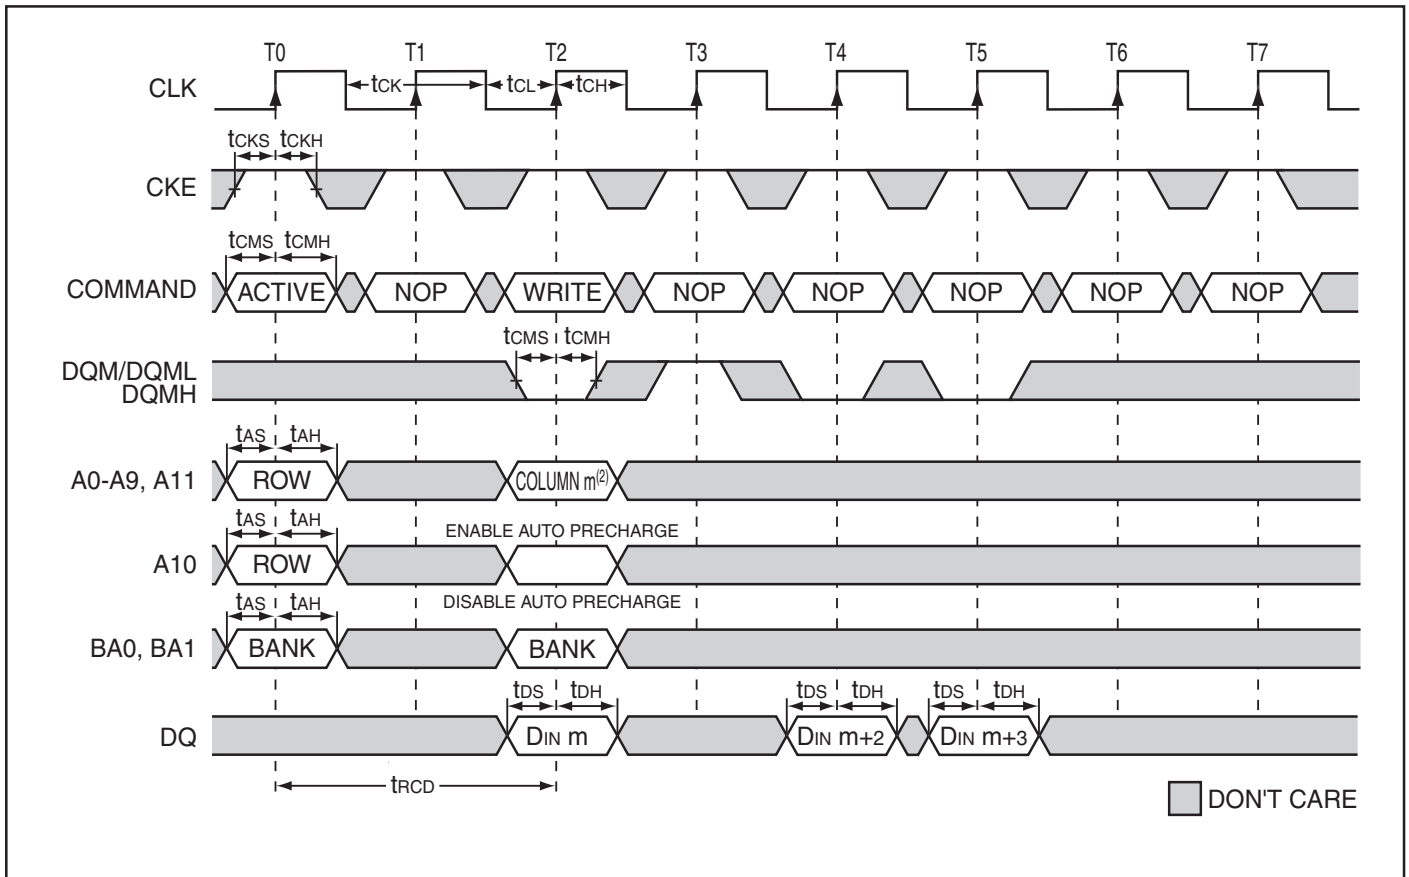 T0 T1 T2 T3 T4 T5 T6 T7
CLK tCK tCL tCH
tCKS tCKH
CKE
tCMS tCMH
COMMAND ACTIVE NOP WRITE NOP NOP NOP NOP NOP
tCMS tCMH
DQM/DQML
DQMH
tAS tAH
A0-A9, A11 ROW COLUMN m(2)
tAS tAH ENABLE AUTO PRECHARGE
A10 ROW
tAS tAH DISABLE AUTO PRECHARGE
BA0, BA1 BANK BANK
tDS tDH tDS tDH tDS tDH
DQ DIN m DIN m+2 DIN m+3
tRCD
DON'T CARE